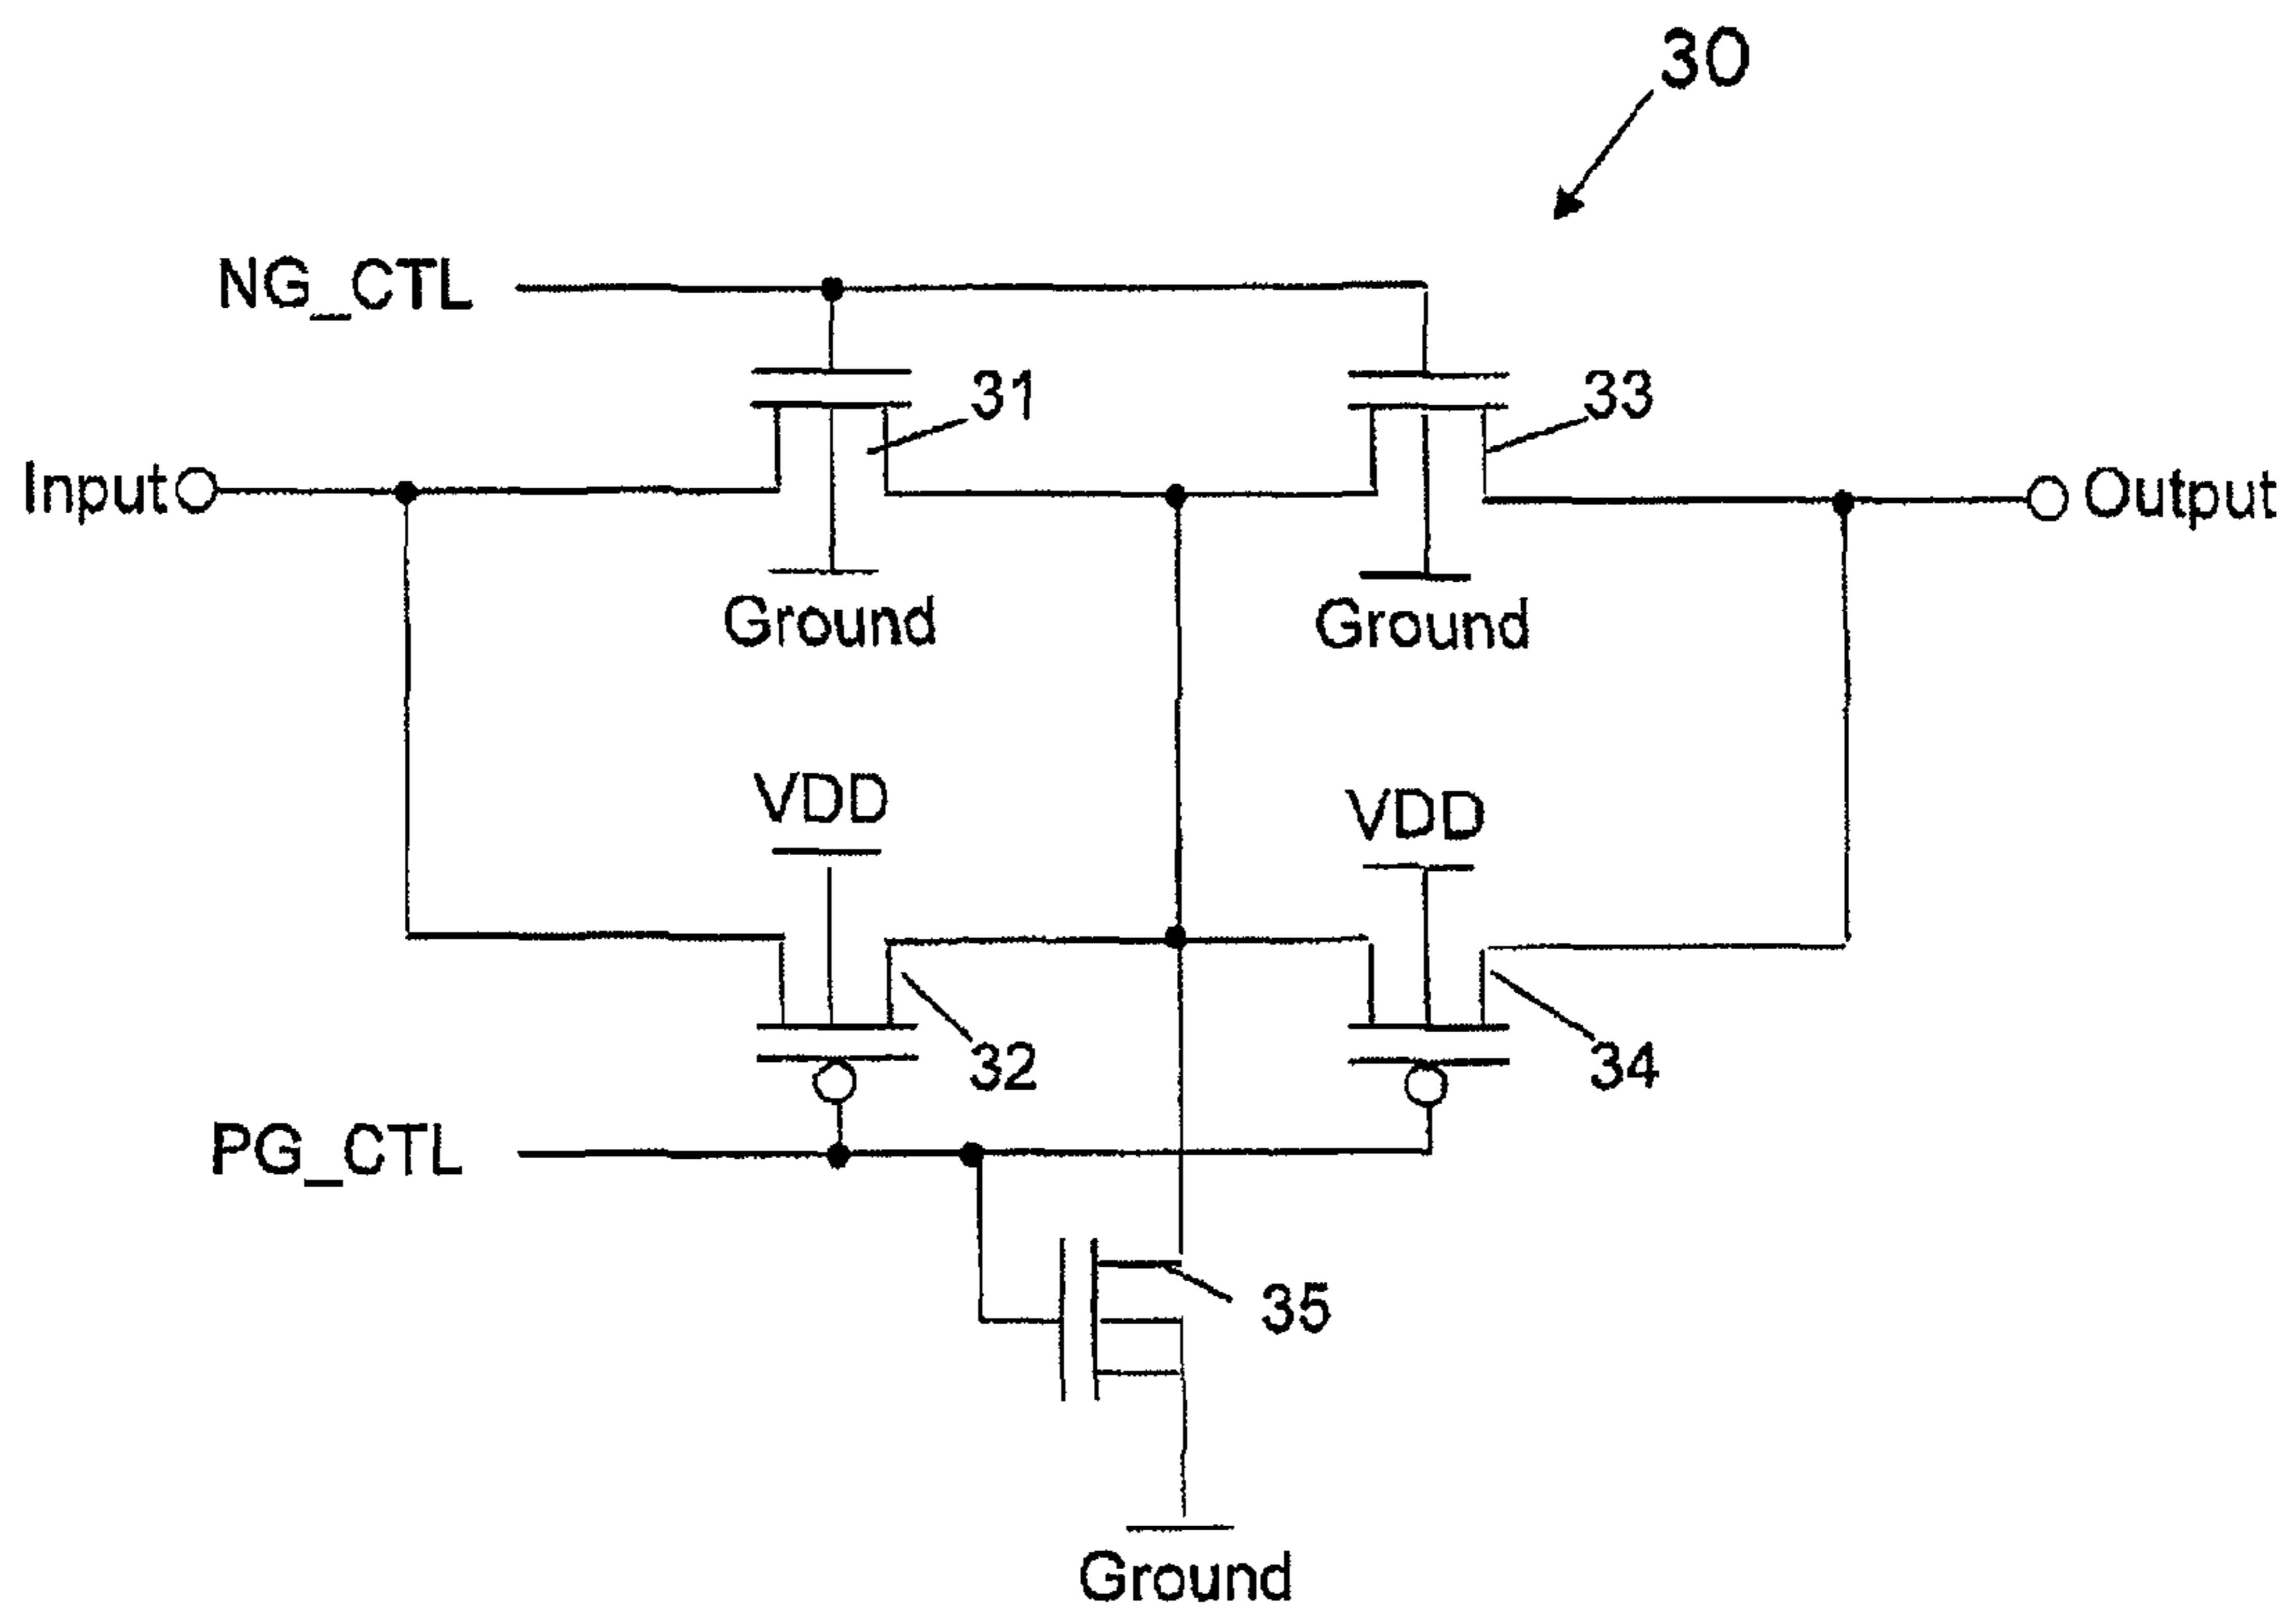 30
NG_CTL
31
33
Input
Output
Ground
Ground
VDD
VDD
32
34
PG_CTL
35
Ground